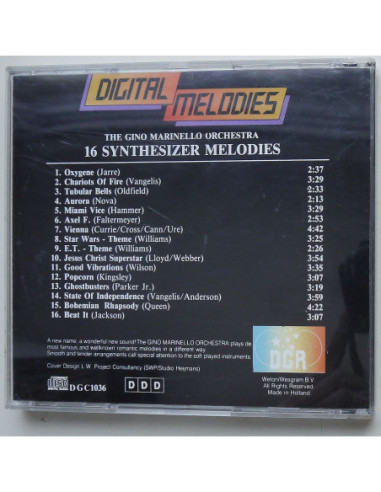 DIGITAL MELODIES
THE GINO MARINELLO ORCHESTRA
16 SYNTHESIZER MELODIES
1. Oxygene (Jarre) 2:37
2. Chariots Of Fire (Vangelis) 3:29
3. Tubular Bells (Oldfield) 2:33
4. Aurora (Nova) 2:13
5. Miami Vice (Hammer) 3:29
6. Axel F. (Faltermeyer) 2:53
7. Vienna (Currie/Cross/Cann/Ure) 4:42
8. Star Wars - Theme (Williams) 3:25
9. E.T. - Theme (Williams) 2:26
10. Jesus Christ Superstar (Lloyd/Webber) 3:54
11. Good Vibrations (Wilson) 3:35
12. Popcorn (Kingsley) 3:07
13. Ghostbusters (Parker Jr.) 3:19
14. State Of Independence (Vangelis/Anderson) 3:59
15. Bohemian Rhapsody (Queen) 4:22
16. Beat It (Jackson) 3:07
A new name, a wonderful new sound! The GINO MARINELLO ORCHESTRA plays de
most famous and wellknown romantic melodies in a different way.
Smooth and tender arrangements call special attention to the soft played instruments.
Cover Design J. W. Project Consultancy (SWP/Studio Heymans)
DGR
Weton/Wesgram B.V.
All Rights Reserved.
Made in Holland
DGC1036
DDD